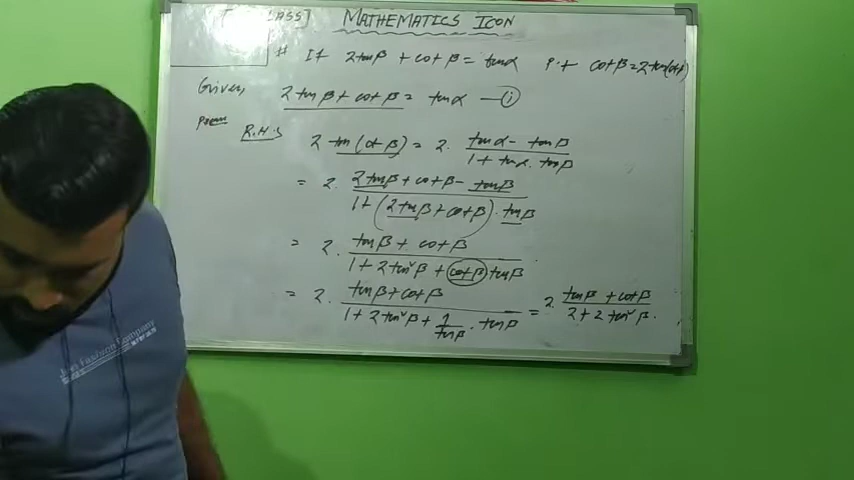 MATHEMATICS ICON
# If 2tanβ + cotβ = tanα P.t cotβ = 2tan(α-β)
Given, 2tanβ + cotβ = tanα —(i)
R.H.S
2 tan(α-β) = 2. tanα - tanβ / 1 + tanα. tanβ
= 2. 2tanβ + cotβ - tanβ / 1 + (2tanβ + cotβ). tanβ
= 2. tanβ + cotβ / 1 + 2tan²β + cotβ tanβ
= 2. tanβ + cotβ / 1 + 2tan²β + 1/tanβ . tanβ = 2. tanβ + cotβ / 2 + 2tan²β.
Fashion Company